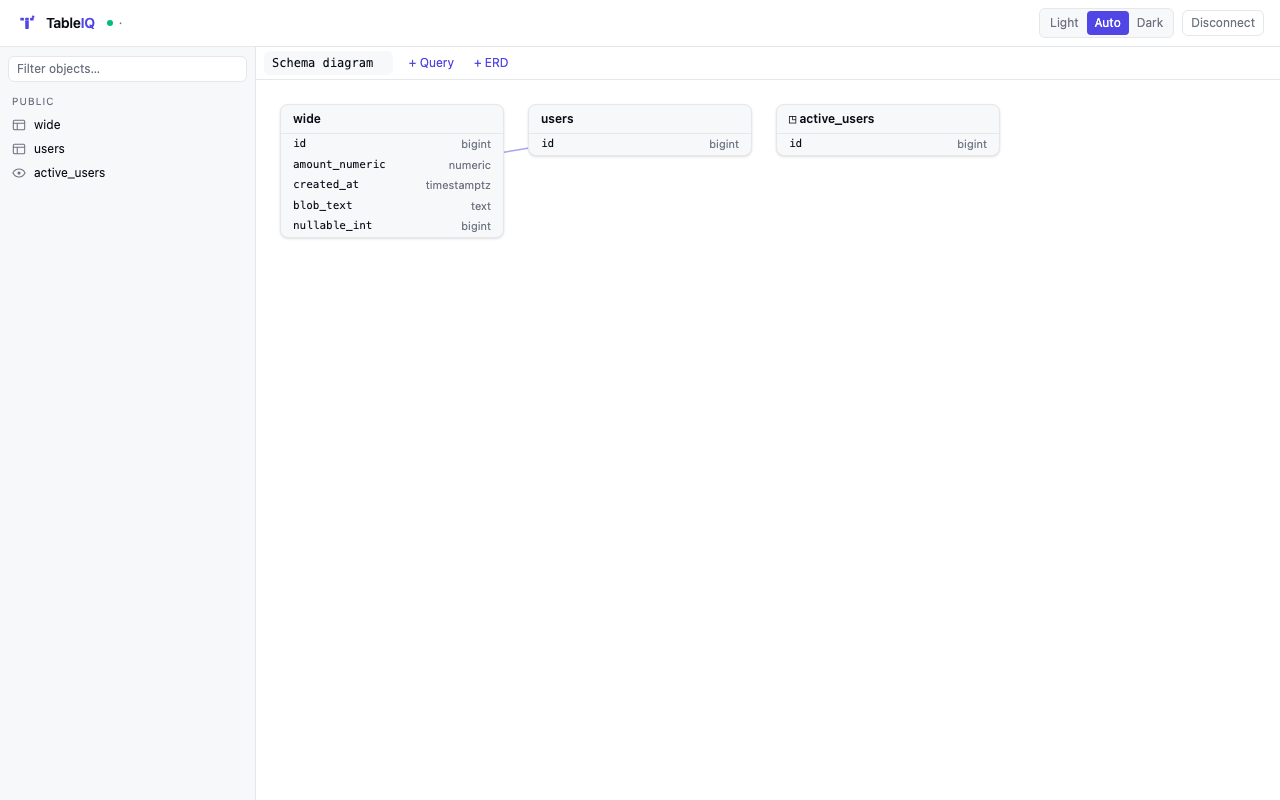 TableIQ ·
Light Auto Dark Disconnect
Filter objects...
Schema diagram + Query + ERD
PUBLIC
wide
users
active_users
wide
id bigint
amount_numeric numeric
created_at timestamptz
blob_text text
nullable_int bigint
users
id bigint
active_users
id bigint